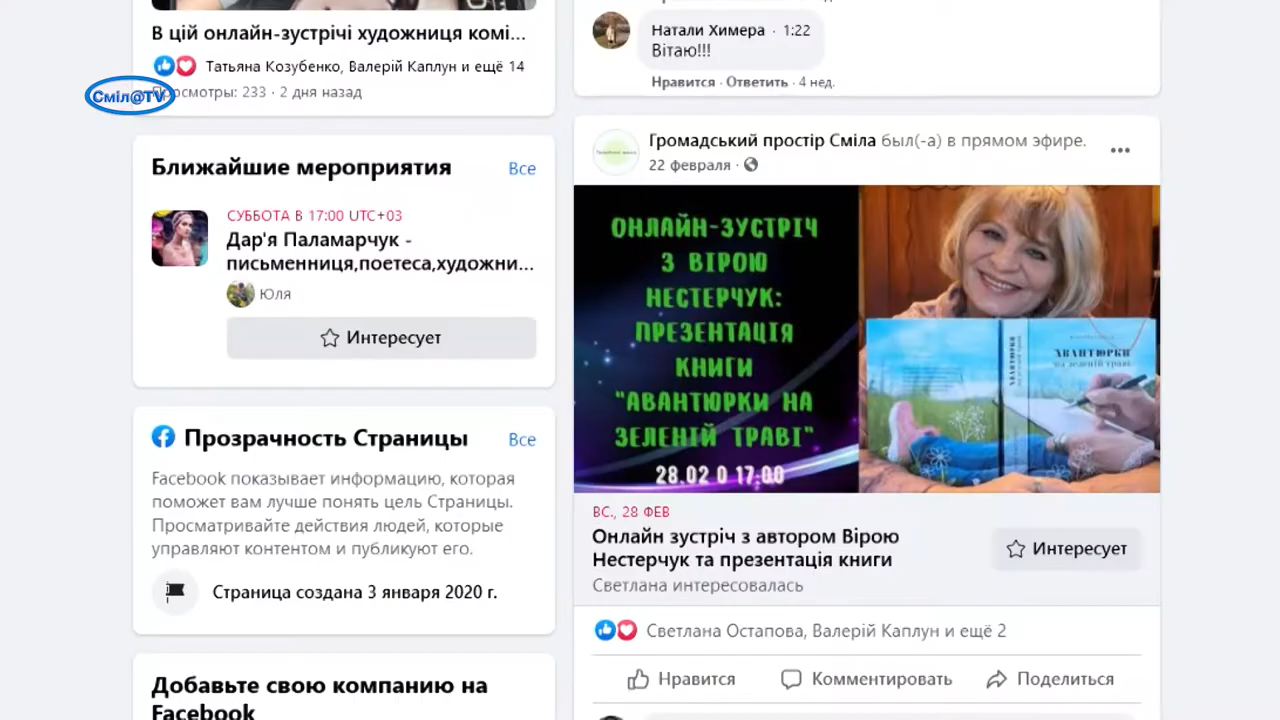 В цій онлайн-зустрічі художниця комі...
Татьяна Козубенко, Валерій Каплун и ещё 14
Просмотры: 233 · 2 дня назад
Сміл@TV
Ближайшие мероприятия
Все
СУББОТА В 17:00 UTC+03
Дар'я Паламарчук -
письменниця,поетеса,художни...
Юля
Интересует
Прозрачность Страницы
Все
Facebook показывает информацию, которая
поможет вам лучше понять цель Страницы.
Просматривайте действия людей, которые
управляют контентом и публикуют его.
Страница создана 3 января 2020 г.
Добавьте свою компанию на
Facebook
Натали Химера · 1:22
Вітаю!!!
Нравится · Ответить · 4 нед.
Громадський простір Сміла был(-а) в прямом эфире.
22 февраля ·
ОНЛАЙН-ЗУСТРІЧ
З ВІРОЮ
НЕСТЕРЧУК:
ПРЕЗЕНТАЦІЯ
КНИГИ
"АВАНТЮРКИ НА
ЗЕЛЕНІЙ ТРАВІ"
28.02 О 17:00
АВАНТЮРКИ
на зеленій траві
ВС., 28 ФЕВ
Онлайн зустріч з автором Вірою
Нестерчук та презентація книги
Светлана интересовалась
Интересует
Светлана Остапова, Валерій Каплун и ещё 2
Нравится
Комментировать
Поделиться